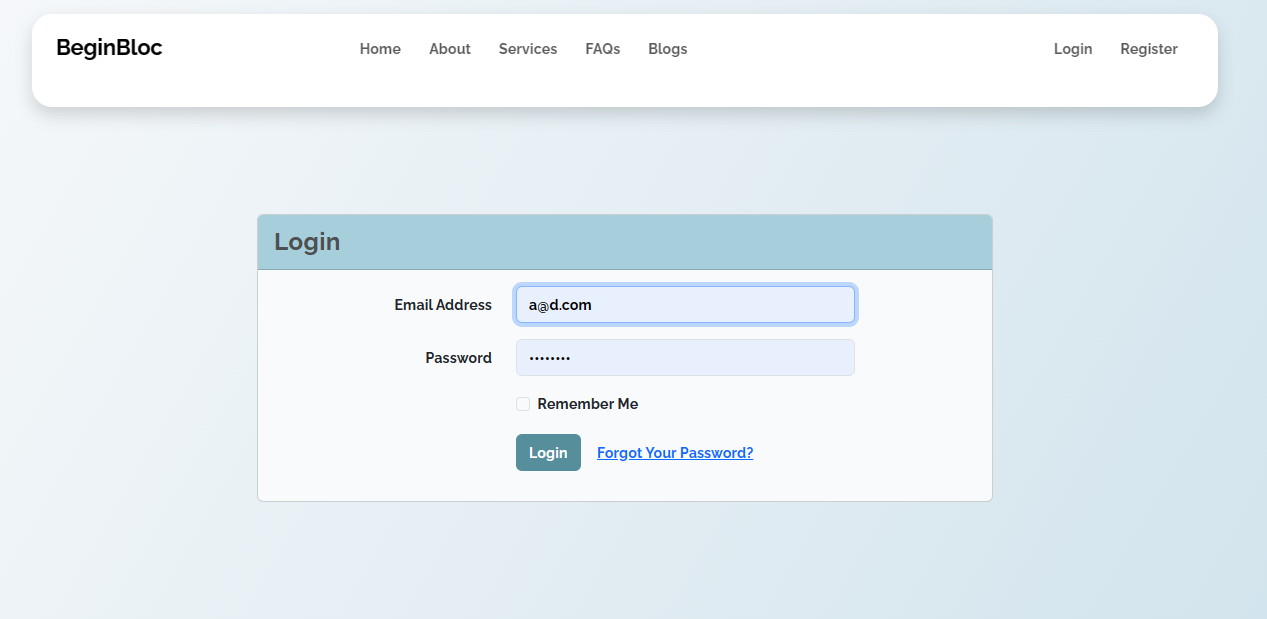 BeginBloc Home About Services FAQs Blogs Login Register
Login
Email Address a@d.com
Password ••••••••
Remember Me
Login Forgot Your Password?